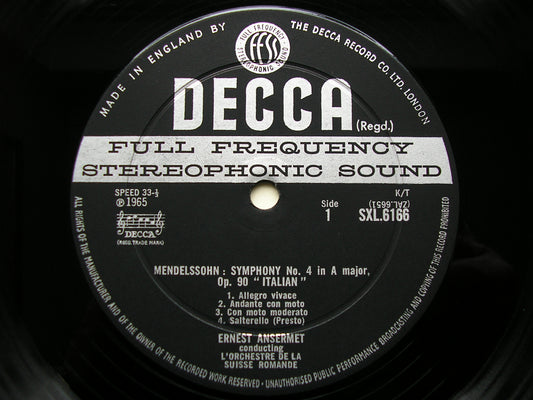 MADE IN ENGLAND BY
THE DECCA RECORD CO. LTD. LONDON
FULL FREQUENCY
STEREOPHONIC SOUND
FFSS
DECCA (Regd.)
FULL FREQUENCY
STEREOPHONIC SOUND
SPEED 33-⅓
Ⓟ1965
DECCA
(REGD. TRADE MARK)
K/T
(ZAL.6651)
Side
1
SXL.6166
MENDELSSOHN : SYMPHONY No. 4 in A major,
Op. 90 “ ITALIAN ”
1. Allegro vivace
2. Andante con moto
3. Con moto moderato
4. Salterello (Presto)
ERNEST ANSERMET
conducting
L'ORCHESTRE DE LA
SUISSE ROMANDE
ALL RIGHTS OF THE MANUFACTURER AND OF THE OWNER OF THE RECORDED WORK RESERVED · UNAUTHORISED PUBLIC PERFORMANCE BROADCASTING AND COPYING OF THIS RECORD PROHIBITED